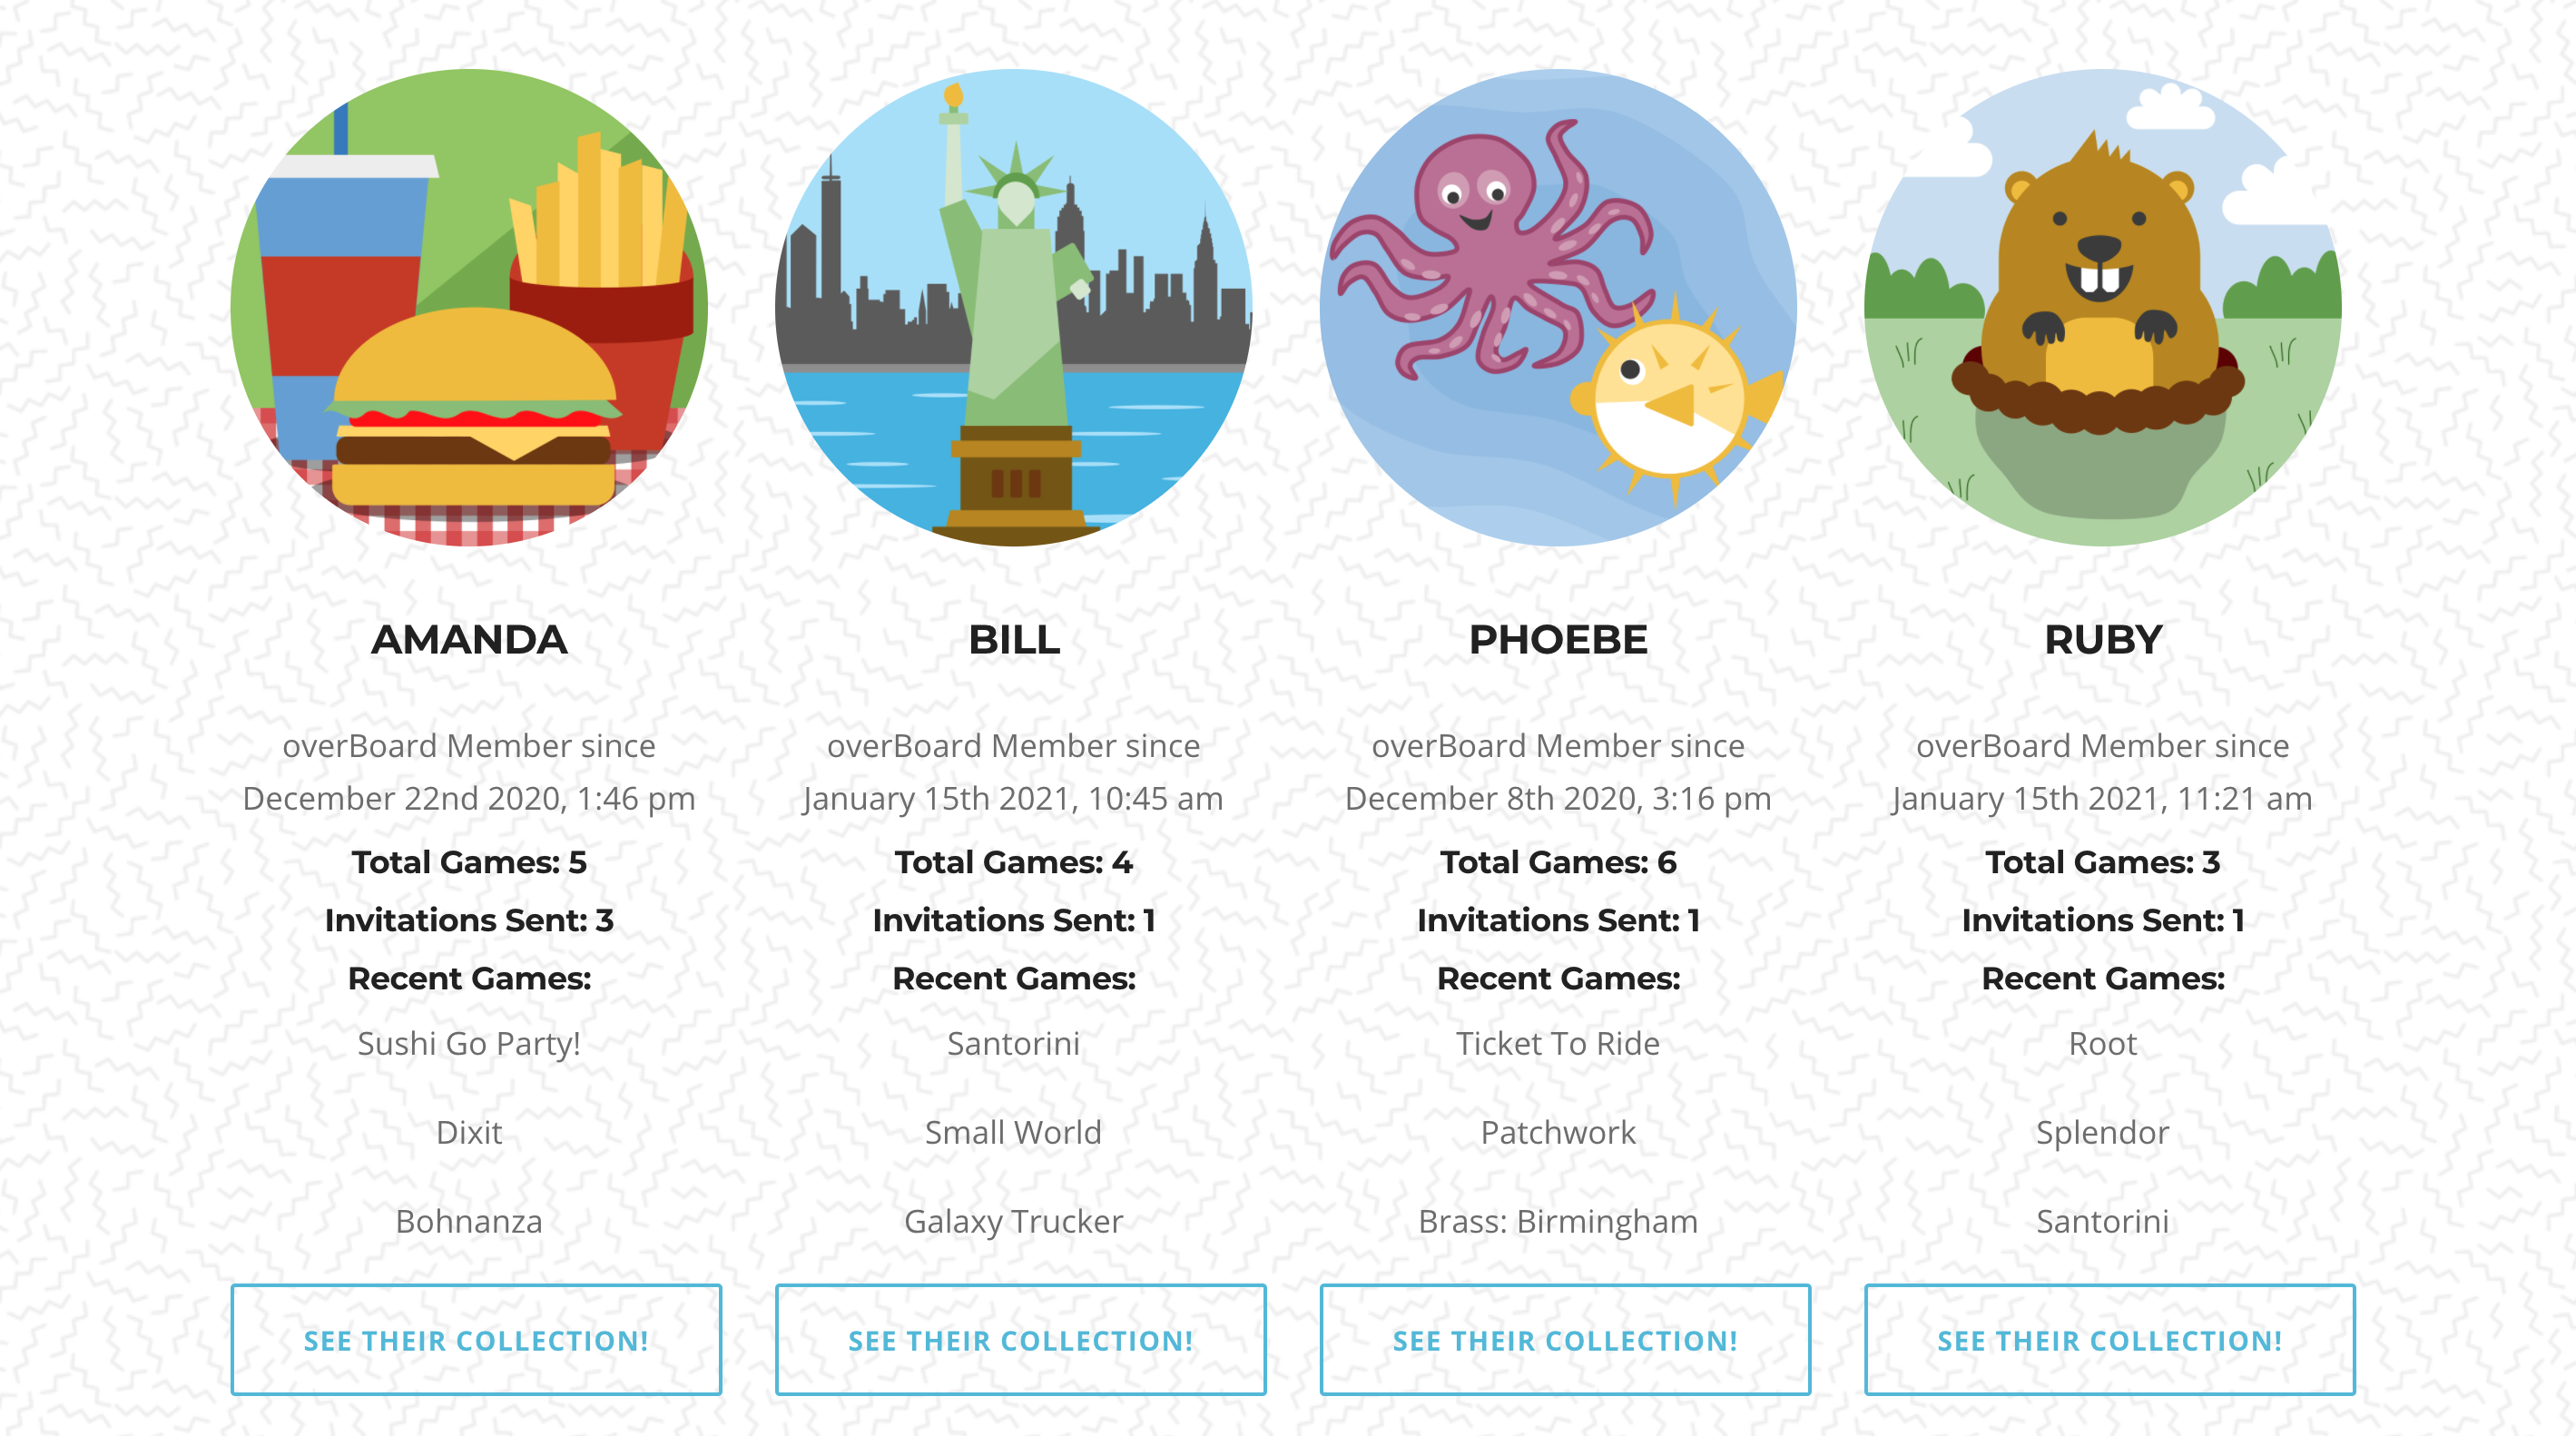 AMANDA
overBoard Member since
December 22nd 2020, 1:46 pm
Total Games: 5
Invitations Sent: 3
Recent Games:
Sushi Go Party!
Dixit
Bohnanza
SEE THEIR COLLECTION!
BILL
overBoard Member since
January 15th 2021, 10:45 am
Total Games: 4
Invitations Sent: 1
Recent Games:
Santorini
Small World
Galaxy Trucker
SEE THEIR COLLECTION!
PHOEBE
overBoard Member since
December 8th 2020, 3:16 pm
Total Games: 6
Invitations Sent: 1
Recent Games:
Ticket To Ride
Patchwork
Brass: Birmingham
SEE THEIR COLLECTION!
RUBY
overBoard Member since
January 15th 2021, 11:21 am
Total Games: 3
Invitations Sent: 1
Recent Games:
Root
Splendor
Santorini
SEE THEIR COLLECTION!